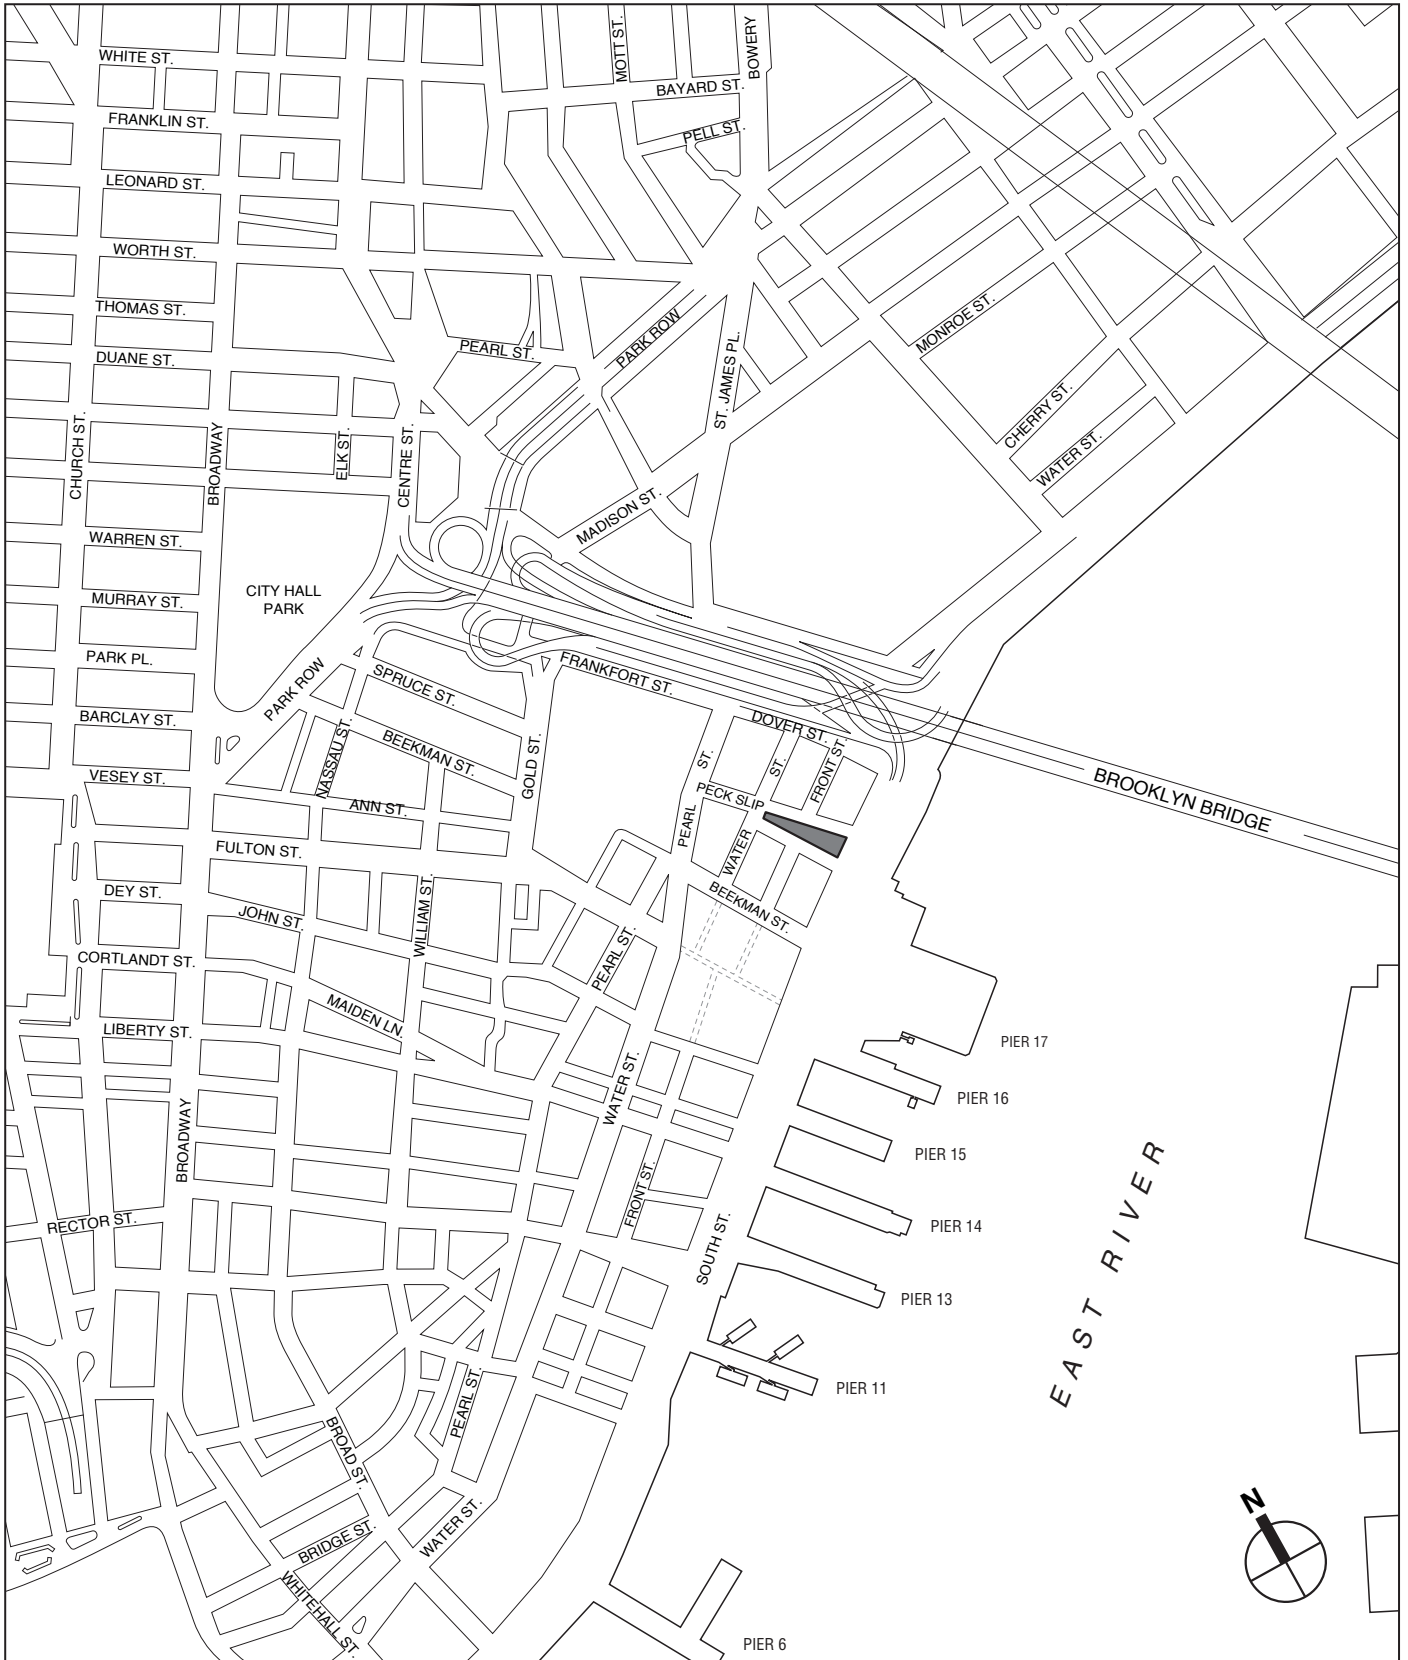 MOTT ST.
BOWERY
WHITE ST.
BAYARD ST.
FRANKLIN ST.
PELL ST.
LEONARD ST.
WORTH ST.
THOMAS ST.
MONROE ST.
PARK ROW
PEARL ST.
DUANE ST.
ST. JAMES PL.
CHERRY ST.
CHURCH ST.
BROADWAY
ELK ST.
CENTRE ST.
WATER ST.
MADISON ST.
WARREN ST.
CITY HALL
PARK
MURRAY ST.
PARK PL.
PARK ROW
SPRUCE ST.
FRANKFORT ST.
BARCLAY ST.
DOVER ST.
NASSAU ST.
BEEKMAN ST.
GOLD ST.
ST.
ST.
FRONT ST.
VESEY ST.
PECK SLIP
BROOKLYN BRIDGE
ANN ST.
PEARL
WATER
FULTON ST.
DEY ST.
BEEKMAN ST.
JOHN ST.
WILLIAM ST.
PEARL ST.
CORTLANDT ST.
MAIDEN LN.
LIBERTY ST.
PIER 17
WATER ST.
PIER 16
BROADWAY
PIER 15
FRONT ST.
RECTOR ST.
PIER 14
SOUTH ST.
EAST RIVER
PIER 13
PEARL ST.
PIER 11
BROAD ST.
N
WATER ST.
BRIDGE ST.
WHITEHALL ST.
PIER 6